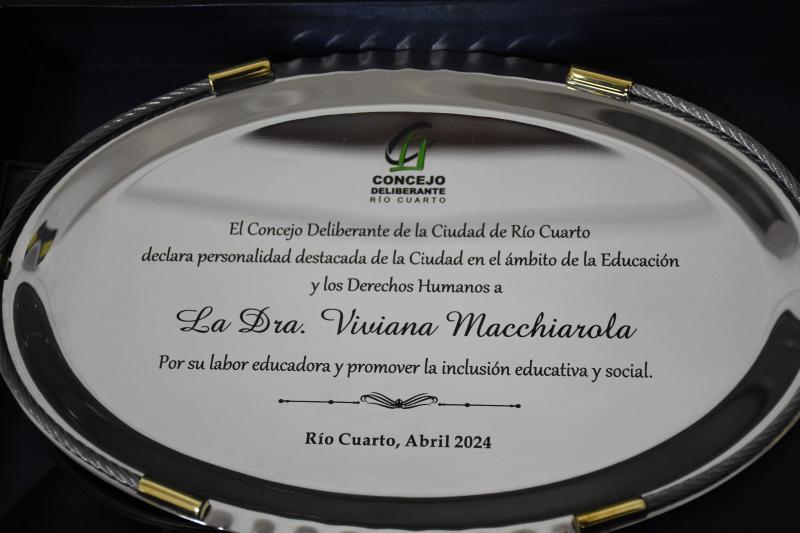 CONCEJO
DELIBERANTE
RÍO CUARTO
El Concejo Deliberante de la Ciudad de Río Cuarto
declara personalidad destacada de la Ciudad en el ámbito de la Educación
y los Derechos Humanos a
La Dra. Viviana Macchiarola
Por su labor educadora y promover la inclusión educativa y social.
Río Cuarto, Abril 2024